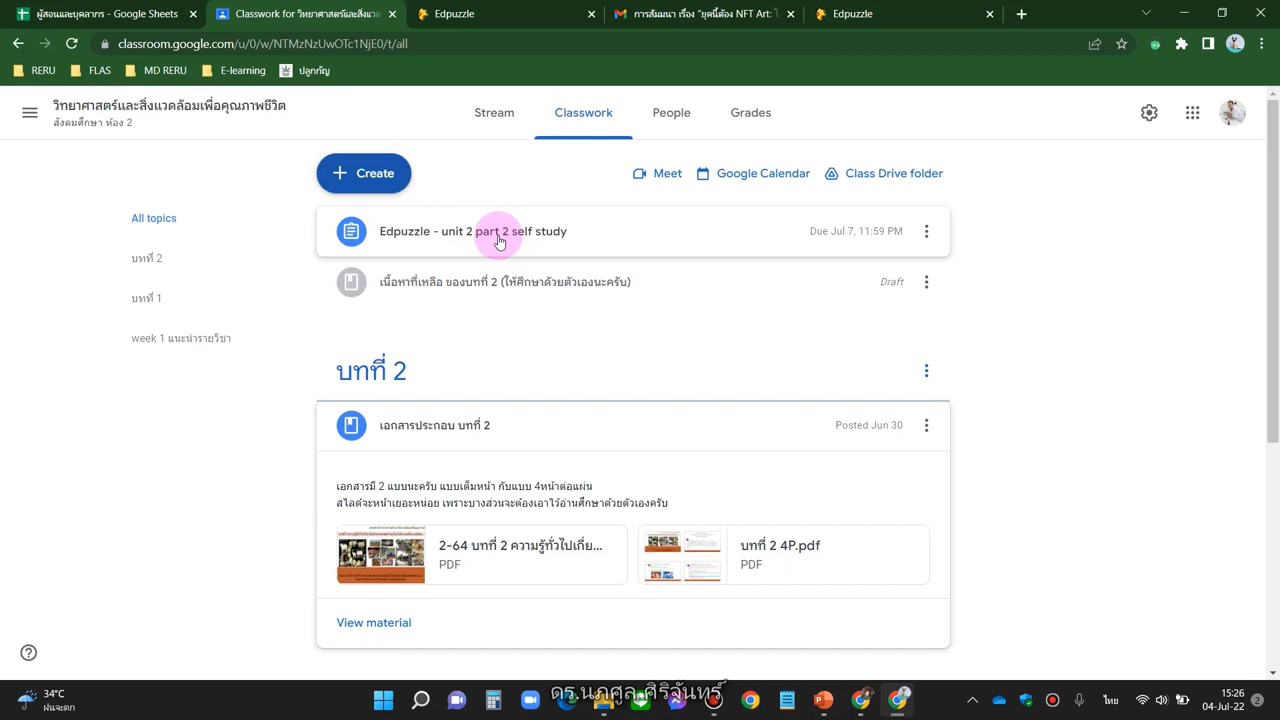 ผู้สอนและบุคลากร - Google Sheets
Classwork for วิทยาศาสตร์และสิ่งแวด
Edpuzzle
การสัมมนา เรื่อง "ยุคนี้ต้อง NFT Art:
Edpuzzle
classroom.google.com/u/0/w/NTMzNzUwOTc1NjE0/t/all
RERU
FLAS
MD RERU
E-learning
ปลูกกัญ
วิทยาศาสตร์และสิ่งแวดล้อมเพื่อคุณภาพชีวิต
สังคมศึกษา ห้อง 2
Stream
Classwork
People
Grades
Create
Meet
Google Calendar
Class Drive folder
All topics
บทที่ 2
บทที่ 1
week 1 แนะนำรายวิชา
Edpuzzle - unit 2 part 2 self study
Due Jul 7, 11:59 PM
เนื้อหาที่เหลือ ของบทที่ 2 (ให้ศึกษาด้วยตัวเองนะครับ)
Draft
บทที่ 2
เอกสารประกอบ บทที่ 2
Posted Jun 30
เอกสารมี 2 แบบนะครับ แบบเต็มหน้า กับแบบ 4หน้าต่อแผ่น
สไลด์จะหน้าเยอะหน่อย เพราะบางส่วนจะต้องเอาไว้อ่านศึกษาด้วยตัวเองครับ
2-64 บทที่ 2 ความรู้ทั่วไปเกี่ย...
PDF
บทที่ 2 4P.pdf
PDF
View material
34°C
ฝนจะตก
ดร.นภศูล ศิริจันทร์
ไทย
15:26
04-Jul-22
2